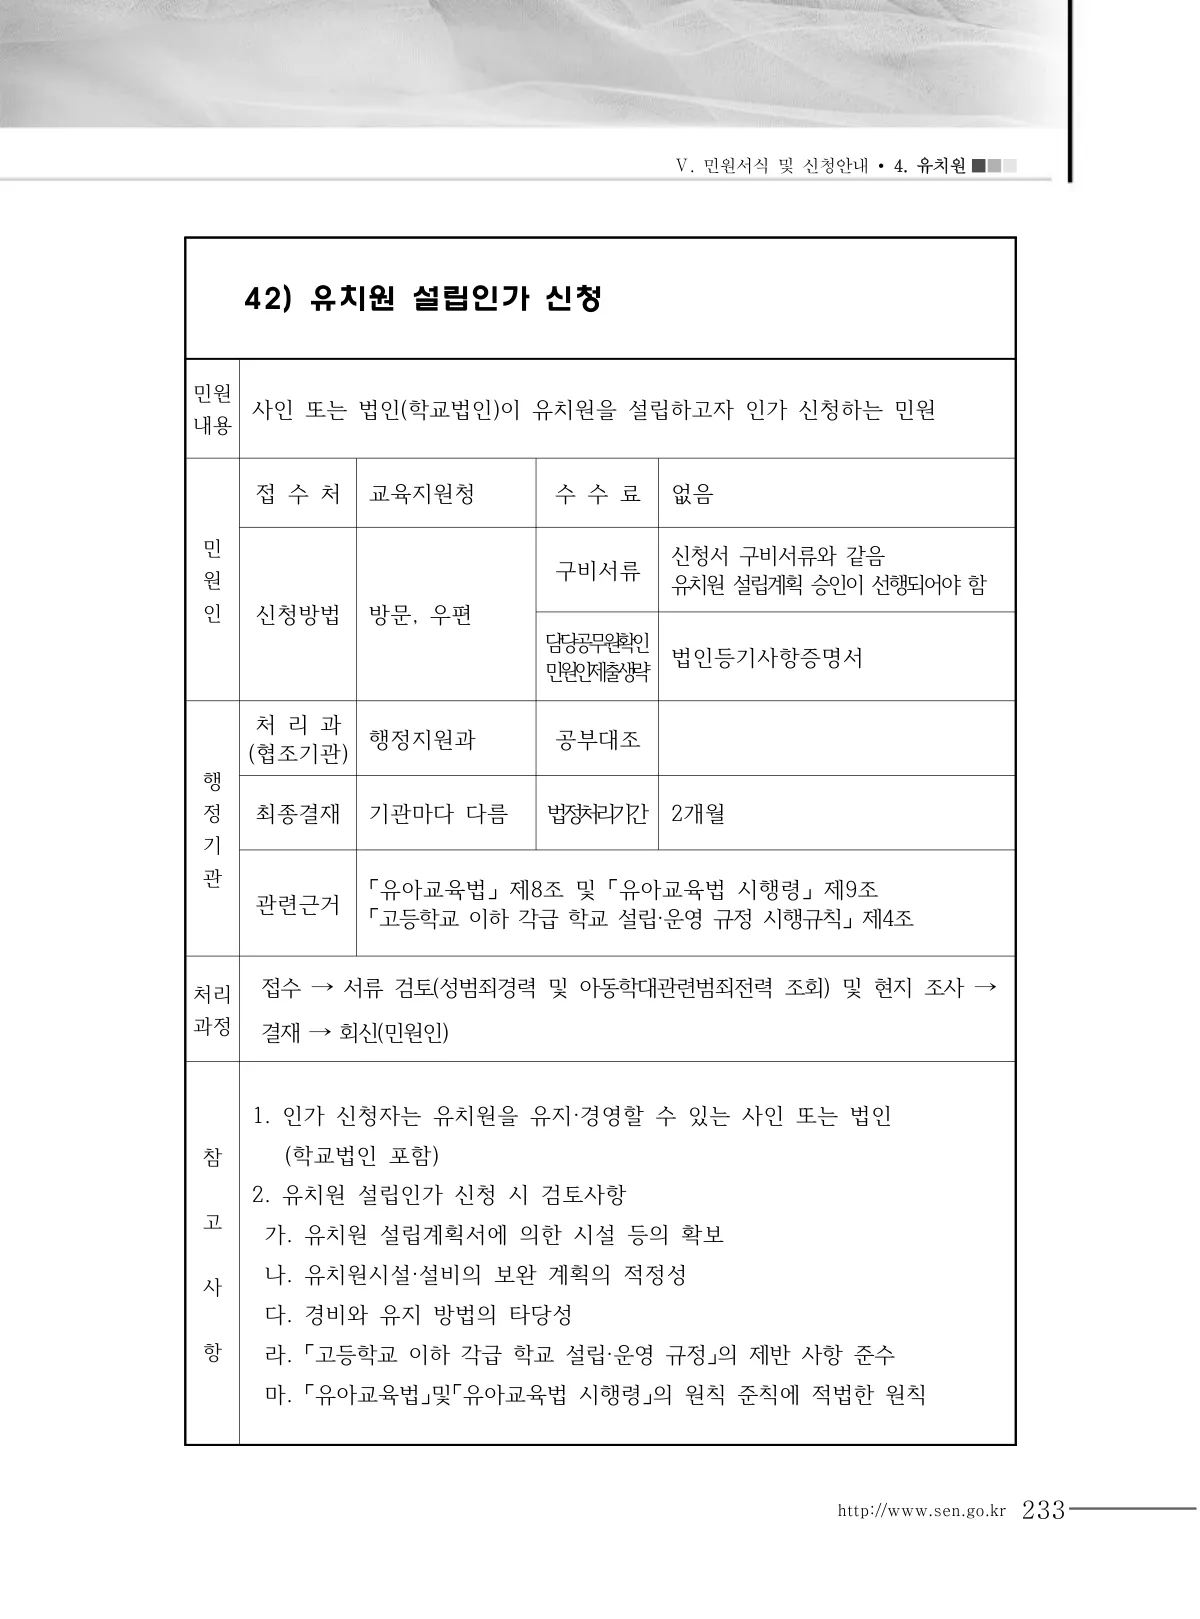 Ⅴ. 민원서식 및 신청안내 • 4. 유치원
42) 유치원 설립인가 신청
민원
내용
사인 또는 법인(학교법인)이 유치원을 설립하고자 인가 신청하는 민원
민
원
인
접 수 처
교육지원청
수 수 료
없음
신청방법
방문, 우편
구비서류
신청서 구비서류와 같음
유치원 설립계획 승인이 선행되어야 함
담당공무원확인
민원인제출생략
법인등기사항증명서
행
정
기
관
처 리 과
(협조기관)
행정지원과
공부대조
최종결재
기관마다 다름
법정처리기간
2개월
관련근거
「유아교육법」 제8조 및 「유아교육법 시행령」 제9조
「고등학교 이하 각급 학교 설립·운영 규정 시행규칙」 제4조
처리
과정
접수 → 서류 검토(성범죄경력 및 아동학대관련범죄전력 조회) 및 현지 조사 →
결재 → 회신(민원인)
참
고
사
항
1. 인가 신청자는 유치원을 유지·경영할 수 있는 사인 또는 법인
(학교법인 포함)
2. 유치원 설립인가 신청 시 검토사항
가. 유치원 설립계획서에 의한 시설 등의 확보
나. 유치원시설·설비의 보완 계획의 적정성
다. 경비와 유지 방법의 타당성
라. 「고등학교 이하 각급 학교 설립·운영 규정」의 제반 사항 준수
마. 「유아교육법」및「유아교육법 시행령」의 원칙 준칙에 적법한 원칙
http://www.sen.go.kr 233